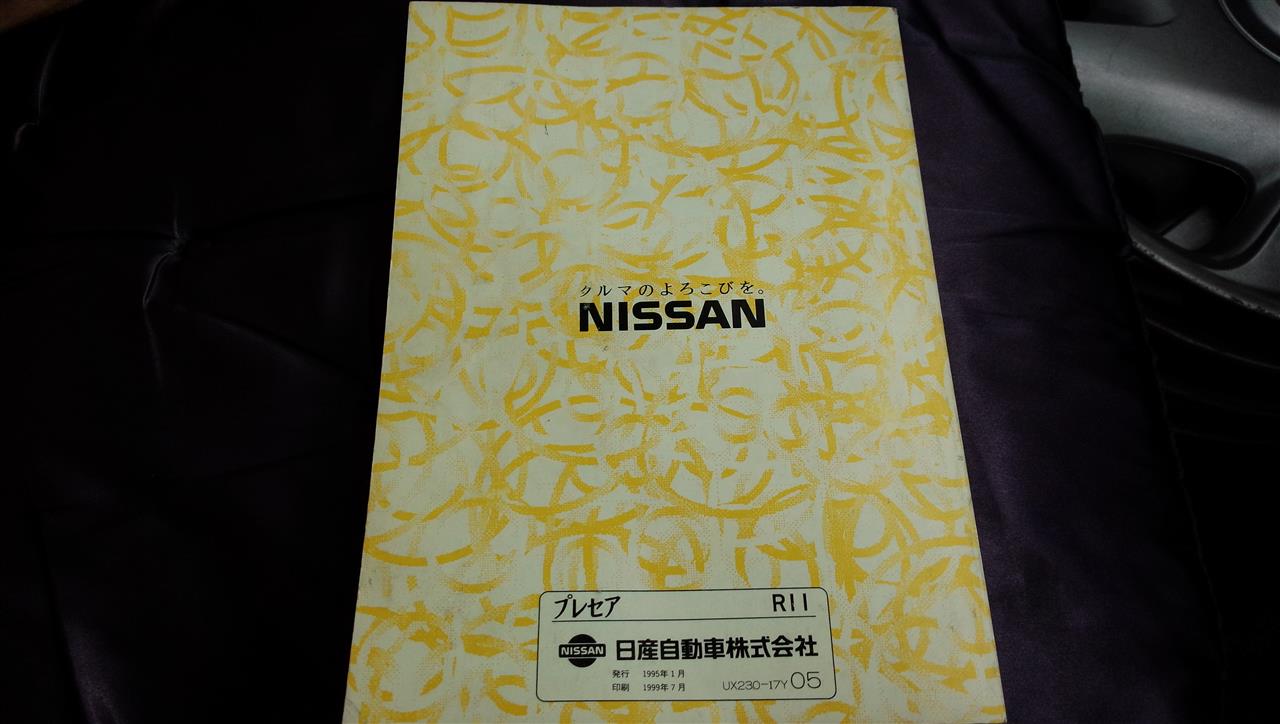 クルマのよろこびを。
NISSAN
プレセア R11
NISSAN 日産自動車株式会社
発行 1995年1月
印刷 1999年7月 UX230-17Y 05